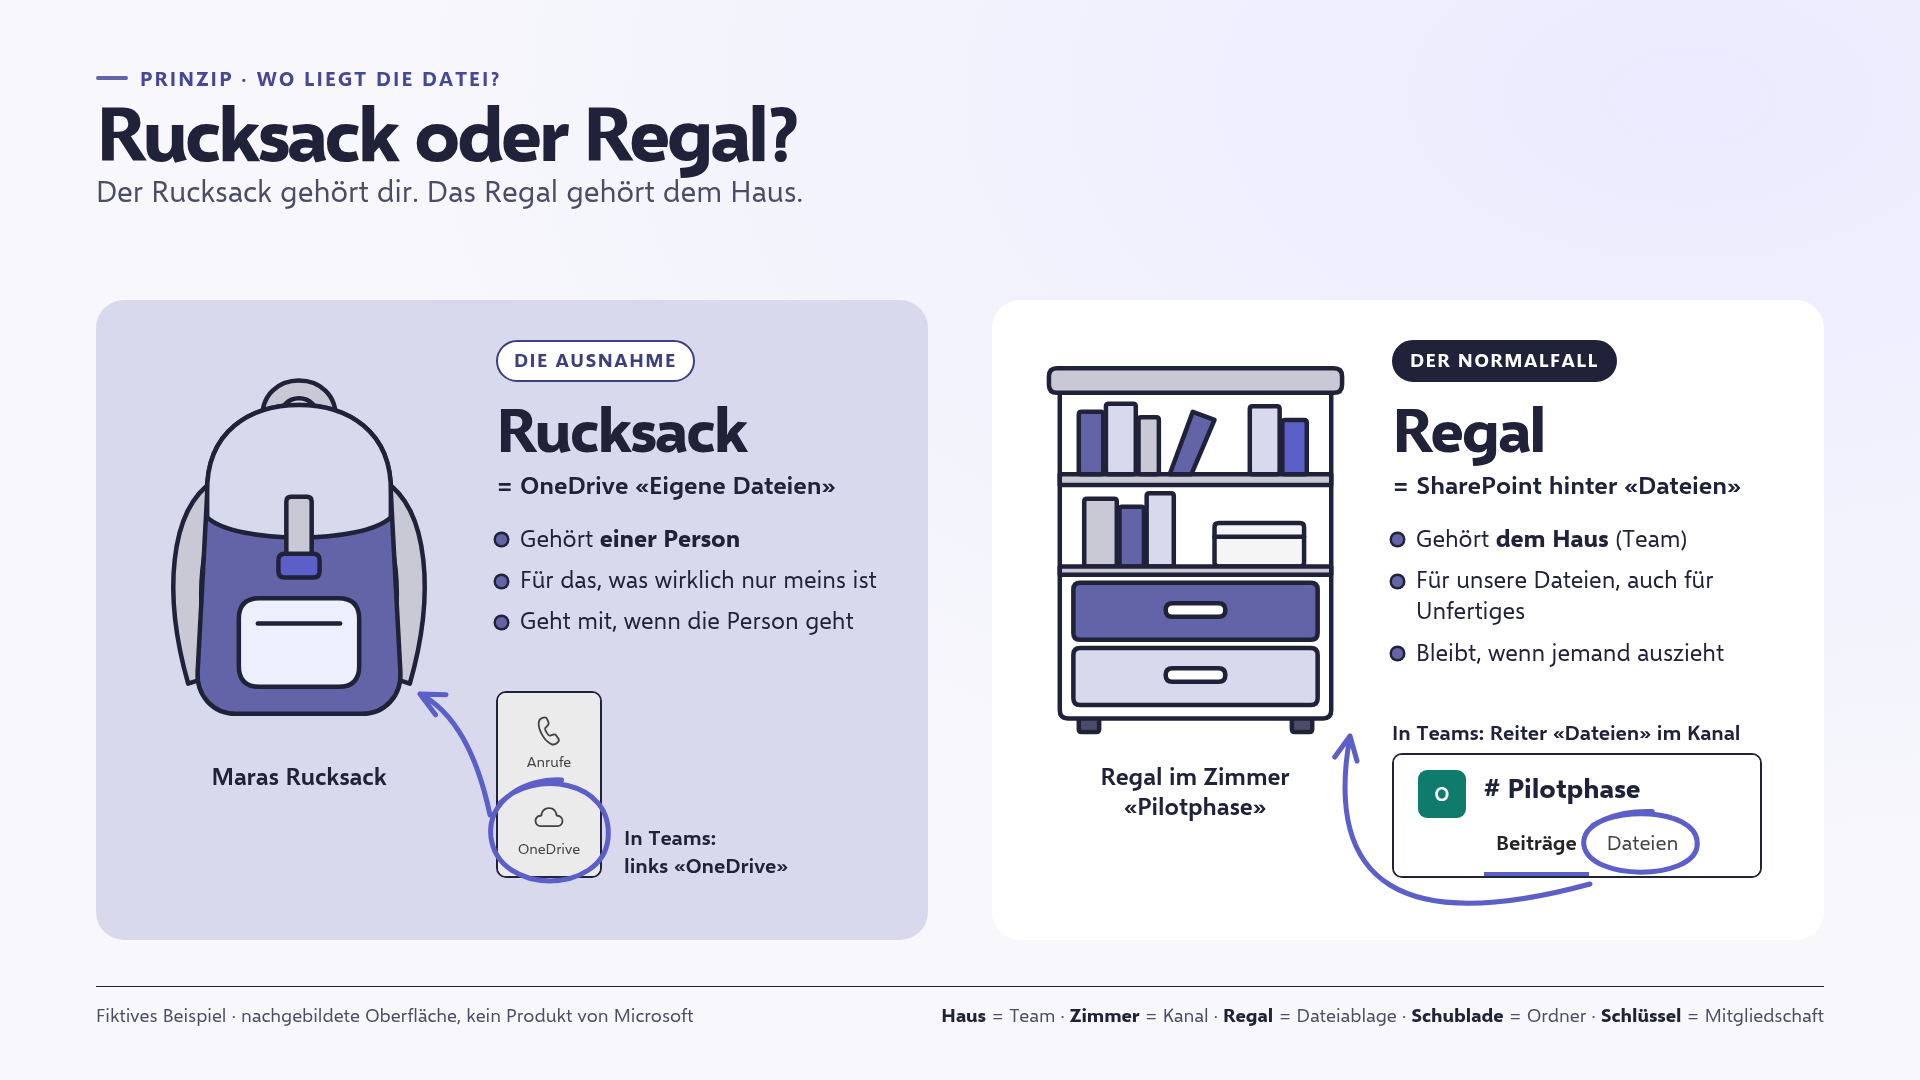 PRINZIP · WO LIEGT DIE DATEI?
Rucksack oder Regal?
Der Rucksack gehört dir. Das Regal gehört dem Haus.
DIE AUSNAHME
Rucksack
= OneDrive «Eigene Dateien»
Gehört einer Person
Für das, was wirklich nur meins ist
Geht mit, wenn die Person geht
Maras Rucksack
Anrufe
OneDrive
In Teams:
links «OneDrive»
DER NORMALFALL
Regal
= SharePoint hinter «Dateien»
Gehört dem Haus (Team)
Für unsere Dateien, auch für
Unfertiges
Bleibt, wenn jemand auszieht
Regal im Zimmer
«Pilotphase»
In Teams: Reiter «Dateien» im Kanal
O
# Pilotphase
Beiträge Dateien
Fiktives Beispiel · nachgebildete Oberfläche, kein Produkt von Microsoft
Haus = Team · Zimmer = Kanal · Regal = Dateiablage · Schublade = Ordner · Schlüssel = Mitgliedschaft